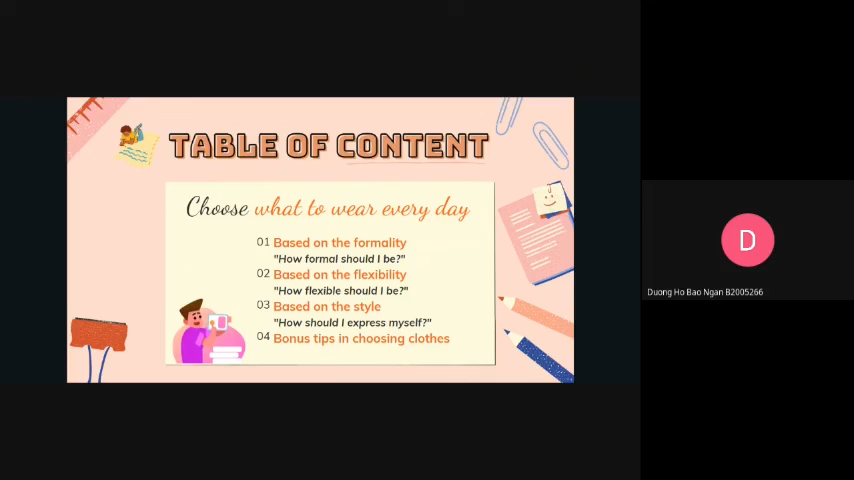 TABLE OF CONTENT
Choose what to wear every day
01 Based on the formality
"How formal should I be?"
02 Based on the flexibility
"How flexible should I be?"
03 Based on the style
"How should I express myself?"
04 Bonus tips in choosing clothes
D
Duong Ho Bao Ngan B2005266